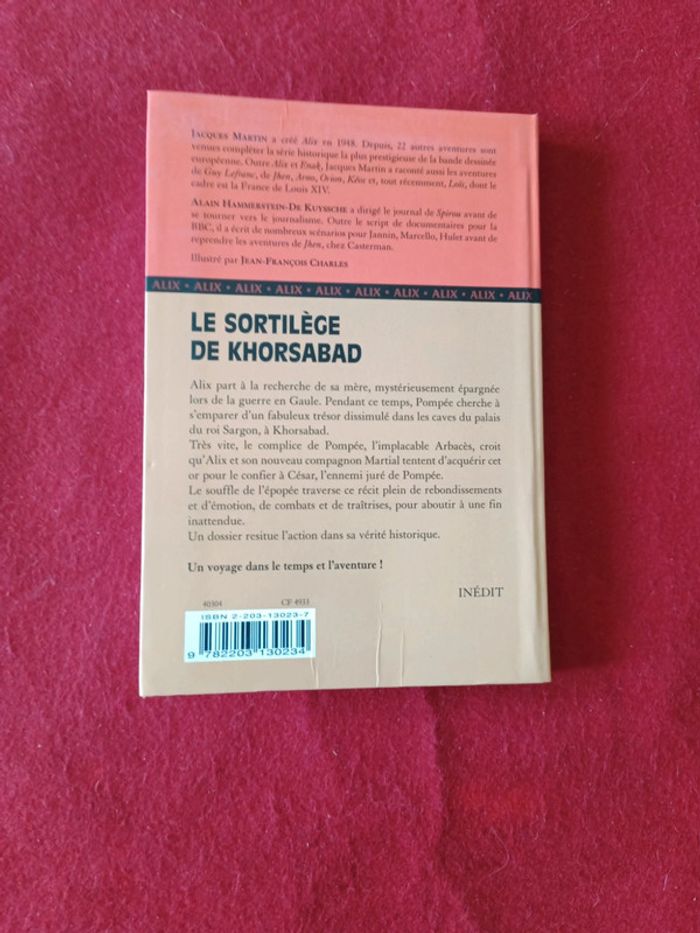 JACQUES MARTIN a créé Alix en 1948. Depuis, 22 autres aventures sont
venues compléter la série historique la plus prestigieuse de la bande dessinée
européenne. Outre Alix et Enak, Jacques Martin a raconté aussi les aventures
de Guy Lefranc, de Jhen, Arno, Orion, Kéos et, tout récemment, Loïs, dont le
cadre est la France de Louis XIV.
ALAIN HAMMERSTEIN-DE KUYSSCHE a dirigé le journal de Spirou avant de
se tourner vers le journalisme. Outre le script de documentaires pour la
BBC, il a écrit de nombreux scénarios pour Jannin, Marcello, Hulet avant de
reprendre les aventures de Jhen, chez Casterman.
Illustré par JEAN-FRANÇOIS CHARLES
ALIX • ALIX • ALIX • ALIX • ALIX • ALIX • ALIX • ALIX • ALIX • ALIX
LE SORTILÈGE
DE KHORSABAD
Alix part à la recherche de sa mère, mystérieusement épargnée
lors de la guerre en Gaule. Pendant ce temps, Pompée cherche à
s'emparer d'un fabuleux trésor dissimulé dans les caves du palais
du roi Sargon, à Khorsabad.
Très vite, le complice de Pompée, l'implacable Arbacès, croit
qu'Alix et son nouveau compagnon Martial tentent d'acquérir cet
or pour le confier à César, l'ennemi juré de Pompée.
Le souffle de l'épopée traverse ce récit plein de rebondissements
et d'émotion, de combats et de traîtrises, pour aboutir à une fin
inattendue.
Un dossier resitue l'action dans sa vérité historique.
Un voyage dans le temps et l'aventure !
INÉDIT
40304 CF 4933
ISBN 2-203-13023-7
9 782203 130234